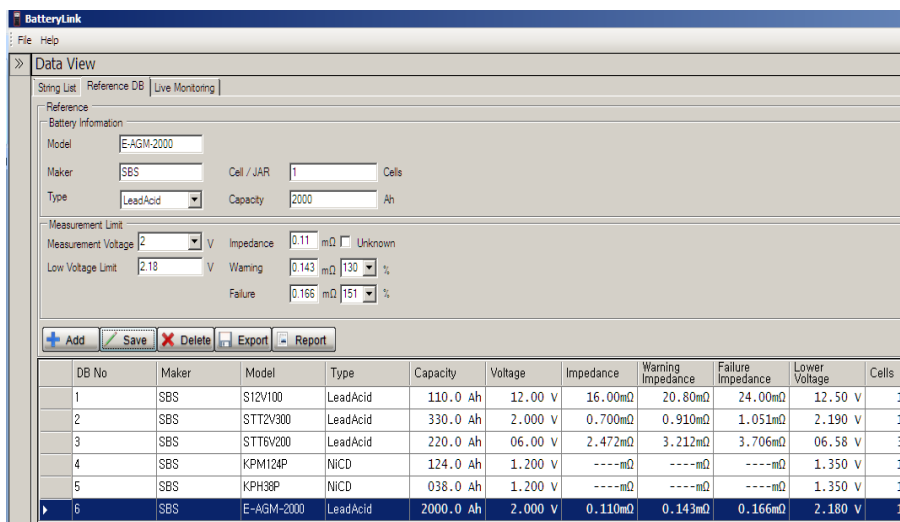 BatteryLink
File Help
» Data View
String List Reference DB Live Monitoring
Reference
Battery Information
Model E-AGM-2000
Maker SBS Cell / JAR 1 Cells
Type LeadAcid Capacity 2000 Ah
Measurement Limit
Measurement Voltage 2 V Impedance 0.11 mΩ Unknown
Low Voltage Limit 2.18 V Warning 0.143 mΩ 130 %
Failure 0.166 mΩ 151 %
Add Save Delete Export Report
DB No Maker Model Type Capacity Voltage Impedance Warning Impedance Failure Impedance Lower Voltage Cells
1 SBS S12V100 LeadAcid 110.0 Ah 12.00 V 16.00mΩ 20.80mΩ 24.00mΩ 12.50 V
2 SBS STT2V300 LeadAcid 330.0 Ah 2.000 V 0.700mΩ 0.910mΩ 1.051mΩ 2.190 V
3 SBS STT6V200 LeadAcid 220.0 Ah 06.00 V 2.472mΩ 3.212mΩ 3.706mΩ 06.58 V
4 SBS KPM124P NiCD 124.0 Ah 1.200 V ----mΩ ----mΩ ----mΩ 1.350 V
5 SBS KPH38P NiCD 038.0 Ah 1.200 V ----mΩ ----mΩ ----mΩ 1.350 V
6 SBS E-AGM-2000 LeadAcid 2000.0 Ah 2.000 V 0.110mΩ 0.143mΩ 0.166mΩ 2.180 V